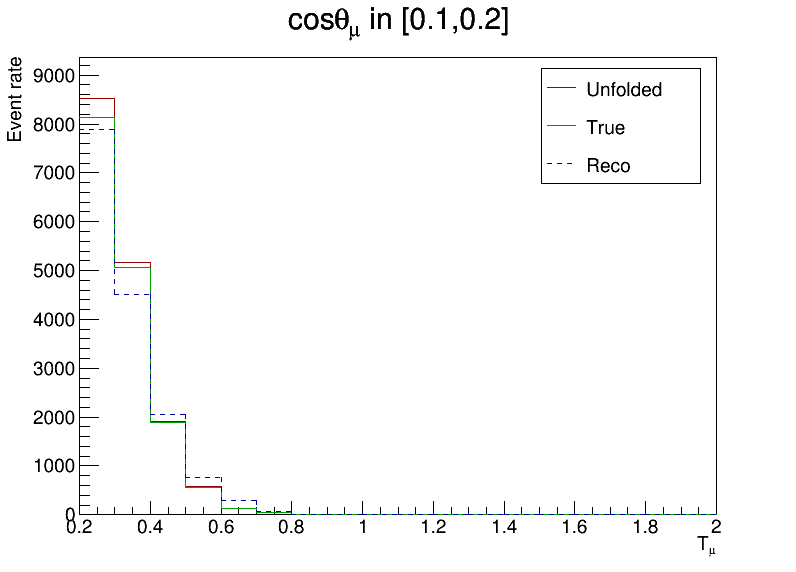 cosθμ in [0.1,0.2]
Event rate
9000
8000
7000
6000
5000
4000
3000
2000
1000
0
Unfolded
True
Reco
0.2 0.4 0.6 0.8 1 1.2 1.4 1.6 1.8 2
Tμ